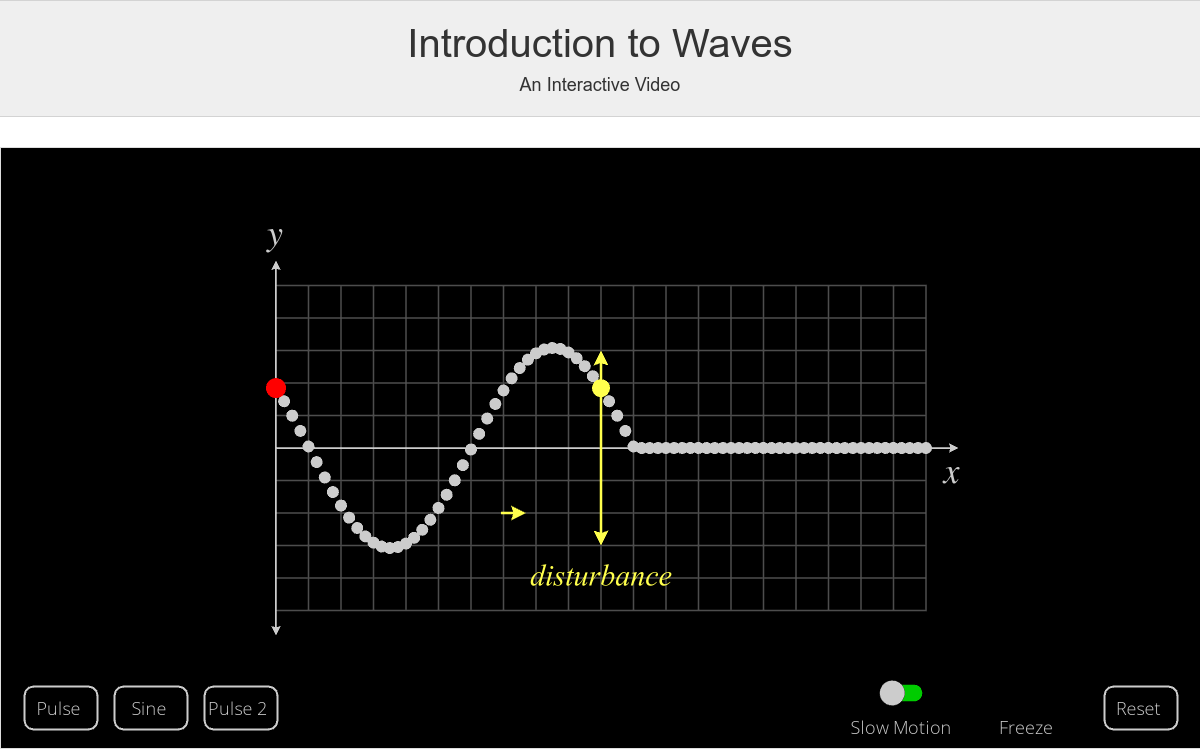 Introduction to Waves
An Interactive Video
y
x
disturbance
Pulse
Sine
Pulse 2
Slow Motion
Freeze
Reset